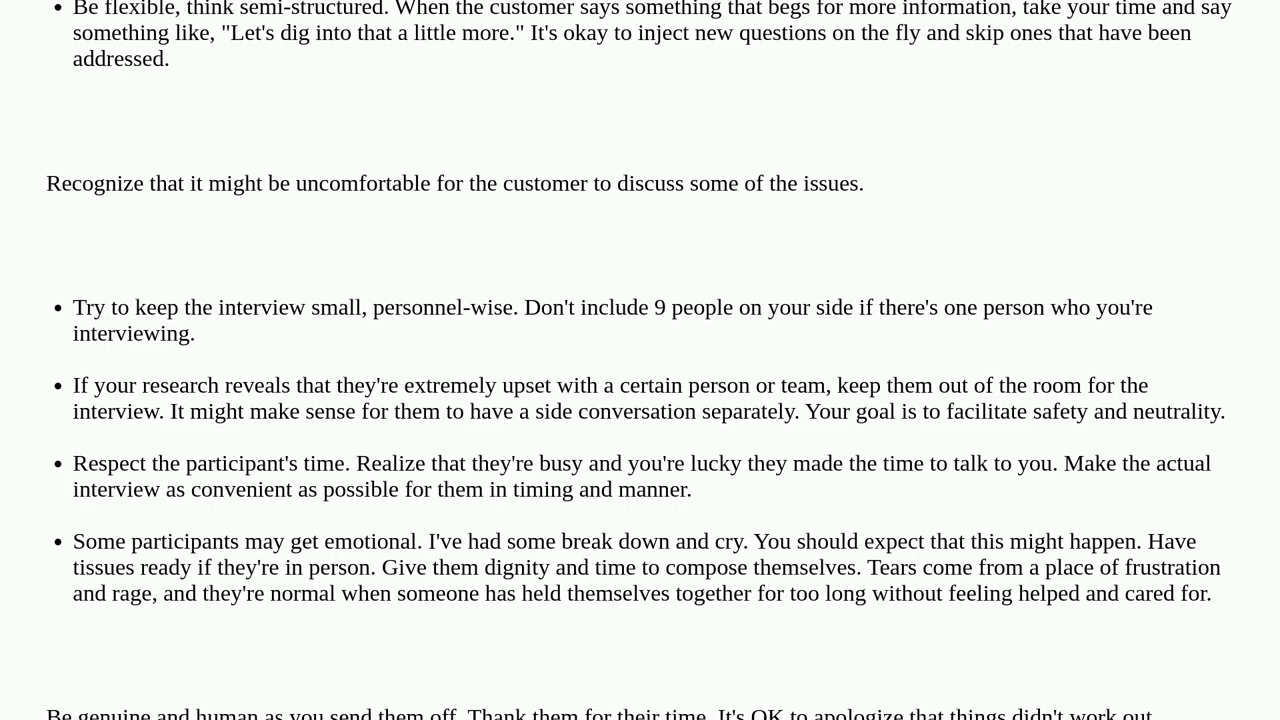 • Be flexible, think semi-structured. When the customer says something that begs for more information, take your time and say
something like, "Let's dig into that a little more." It's okay to inject new questions on the fly and skip ones that have been
addressed.
Recognize that it might be uncomfortable for the customer to discuss some of the issues.
• Try to keep the interview small, personnel-wise. Don't include 9 people on your side if there's one person who you're
interviewing.
• If your research reveals that they're extremely upset with a certain person or team, keep them out of the room for the
interview. It might make sense for them to have a side conversation separately. Your goal is to facilitate safety and neutrality.
• Respect the participant's time. Realize that they're busy and you're lucky they made the time to talk to you. Make the actual
interview as convenient as possible for them in timing and manner.
• Some participants may get emotional. I've had some break down and cry. You should expect that this might happen. Have
tissues ready if they're in person. Give them dignity and time to compose themselves. Tears come from a place of frustration
and rage, and they're normal when someone has held themselves together for too long without feeling helped and cared for.
Be genuine and human as you send them off. Thank them for their time. It's OK to apologize that things didn't work out